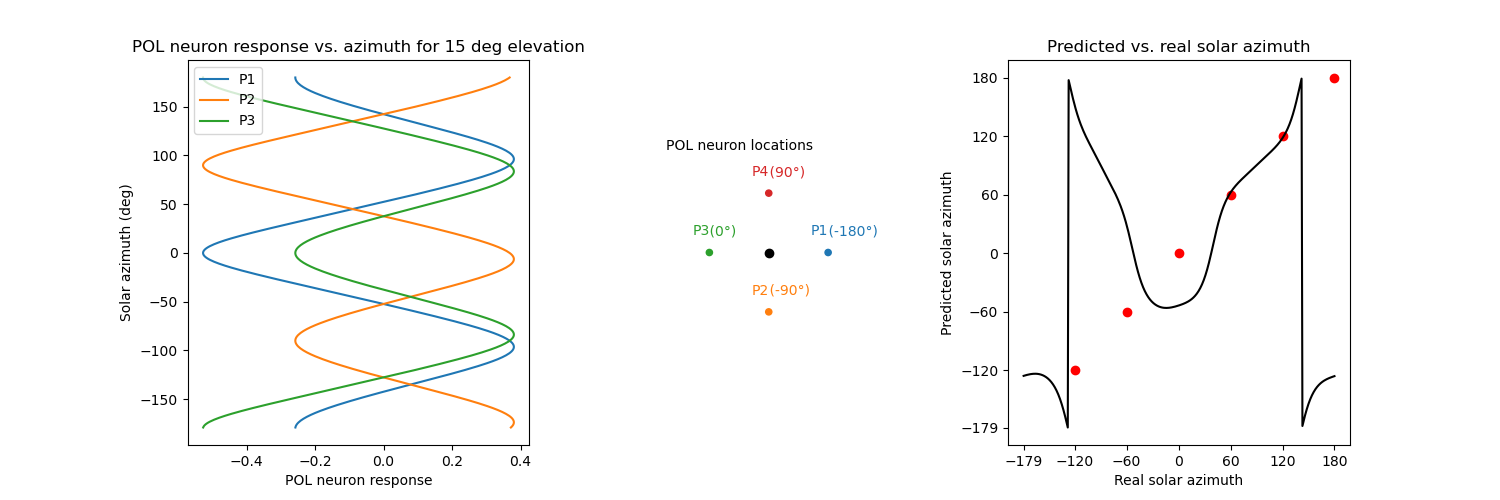 POL neuron response vs. azimuth for 15 deg elevation
P1
P2
P3
150
100
50
0
−50
−100
−150
Solar azimuth (deg)
−0.4 −0.2 0.0 0.2 0.4
POL neuron response
POL neuron locations
P4(90°)
P3(0°) P1(-180°)
P2(-90°)
Predicted vs. real solar azimuth
180
120
60
0
−60
−120
−179
Predicted solar azimuth
−179 −120 −60 0 60 120 180
Real solar azimuth